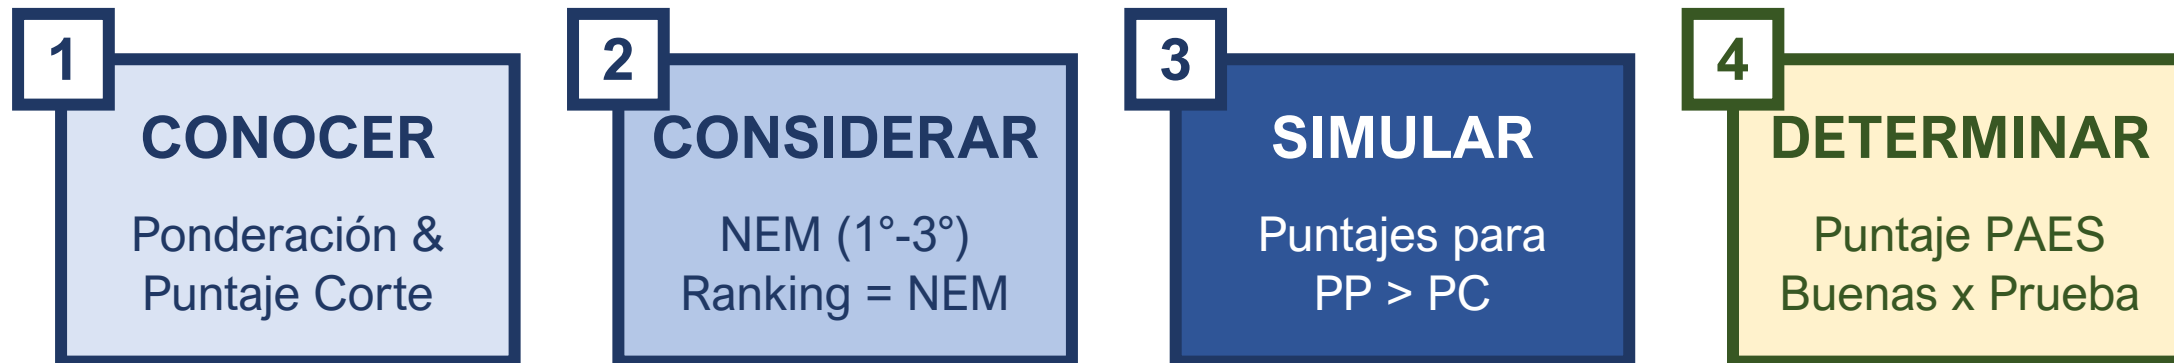 1
CONOCER
Ponderación &
Puntaje Corte
2
CONSIDERAR
NEM (1°-3°)
Ranking = NEM
3
SIMULAR
Puntajes para
PP > PC
4
DETERMINAR
Puntaje PAES
Buenas x Prueba